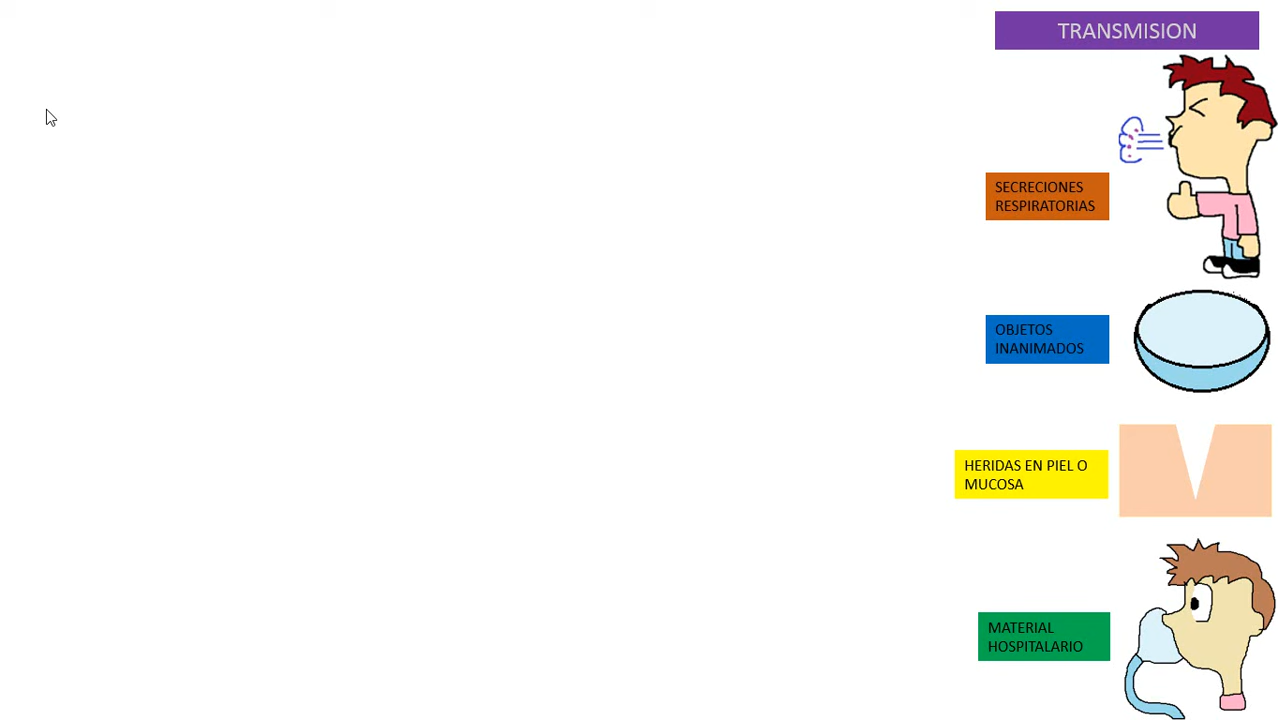 TRANSMISION
SECRECIONES
RESPIRATORIAS
OBJETOS
INANIMADOS
HERIDAS EN PIEL O
MUCOSA
MATERIAL
HOSPITALARIO